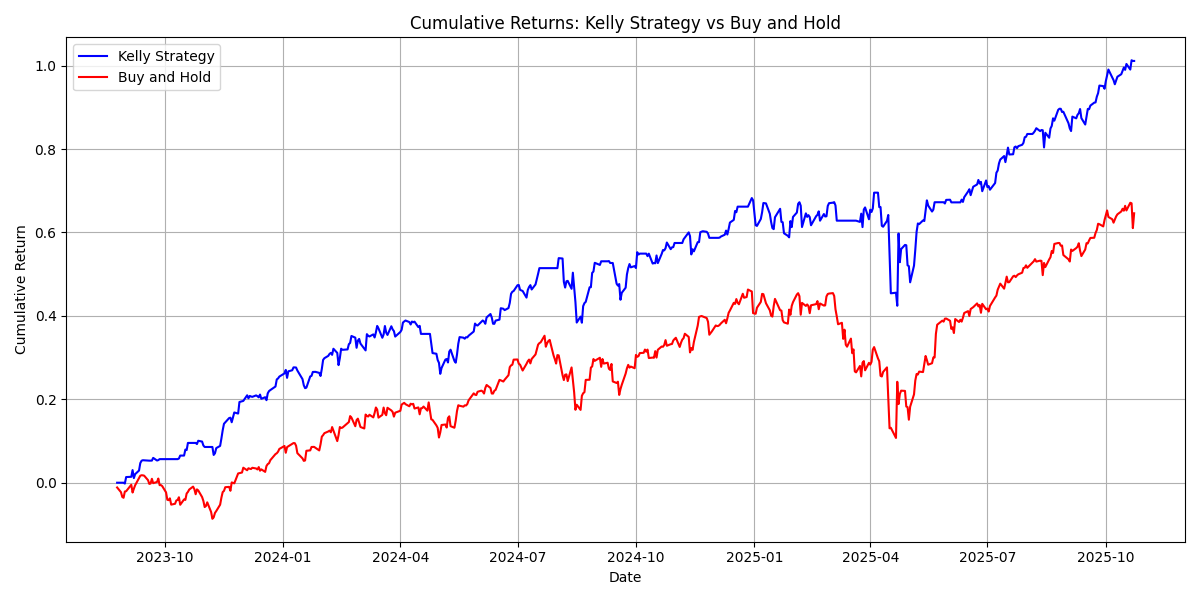 Cumulative Returns: Kelly Strategy vs Buy and Hold
Kelly Strategy
Buy and Hold
Cumulative Return
1.0
0.8
0.6
0.4
0.2
0.0
2023-10 2024-01 2024-04 2024-07 2024-10 2025-01 2025-04 2025-07 2025-10
Date